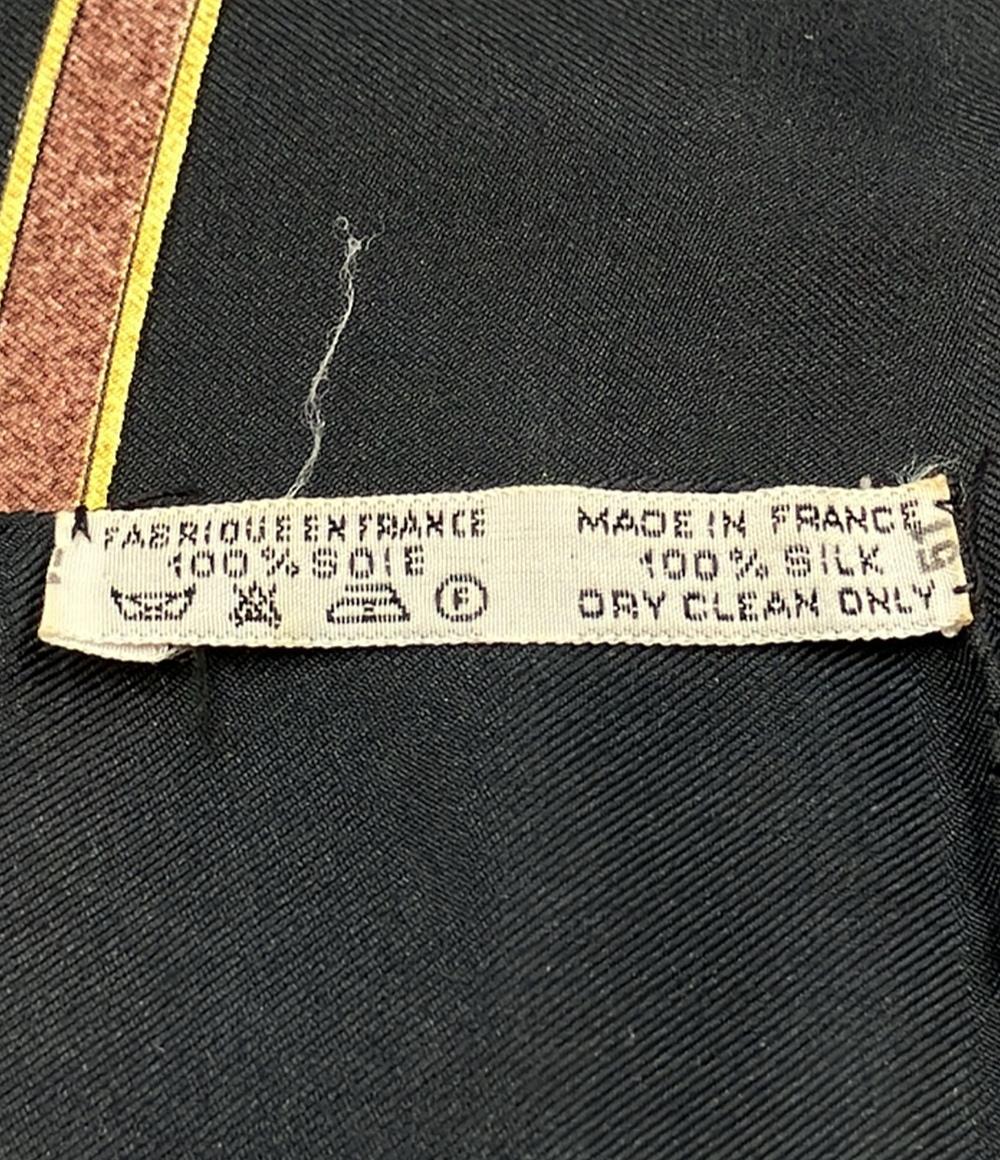 FABRIQUE EN FRANCE
100% SOIE
F
MADE IN FRANCE
100% SILK
DRY CLEAN ONLY